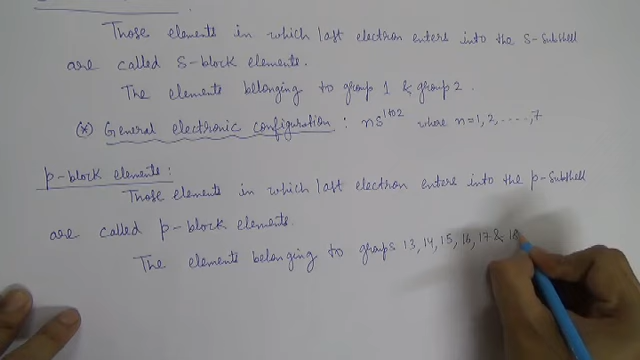 Those elements in which last electron enters into the s-subshell
are called s-block elements.
The elements belonging to group 1 & group 2.
(*) General electronic configuration : ns¹ᵗᵒ² where n=1, 2, ....., 7
p-block elements :
Those elements in which last electron enters into the p-subshell
are called p-block elements.
The elements belonging to groups 13, 14, 15, 16, 17 & 18